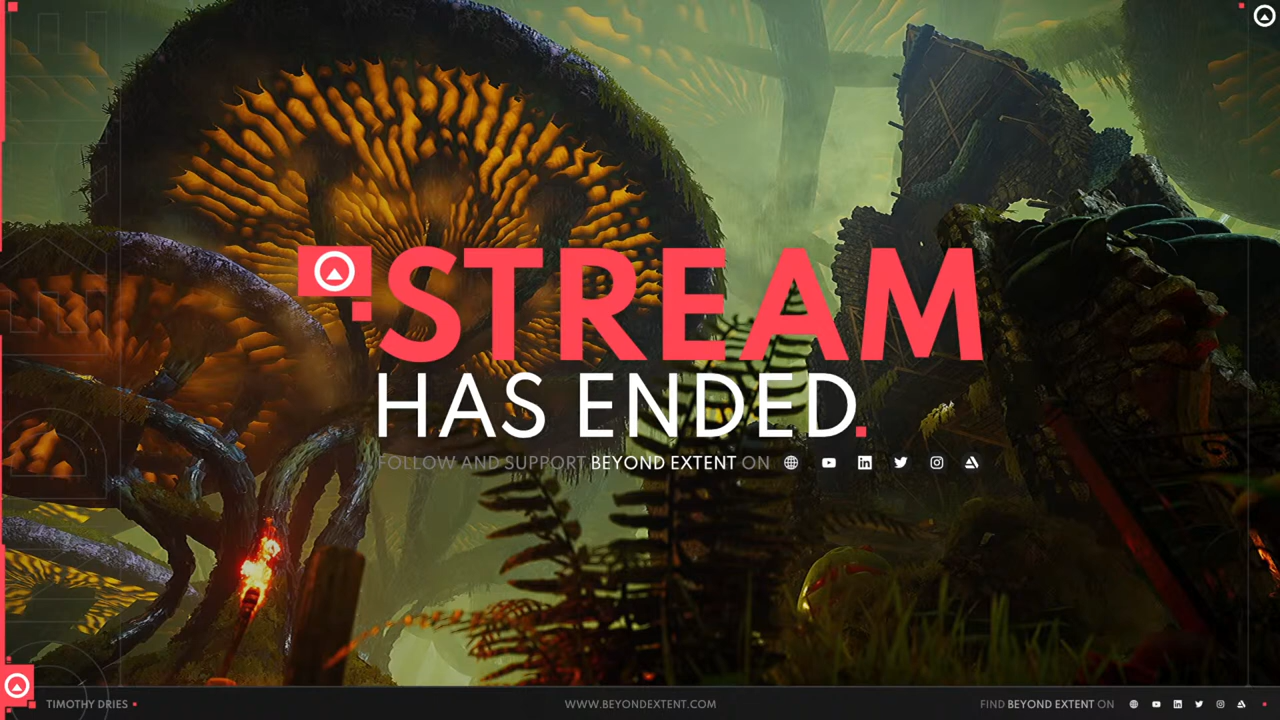 STREAM
HAS ENDED.
FOLLOW AND SUPPORT BEYOND EXTENT ON
TIMOTHY DRIES
WWW.BEYONDEXTENT.COM
FIND BEYOND EXTENT ON